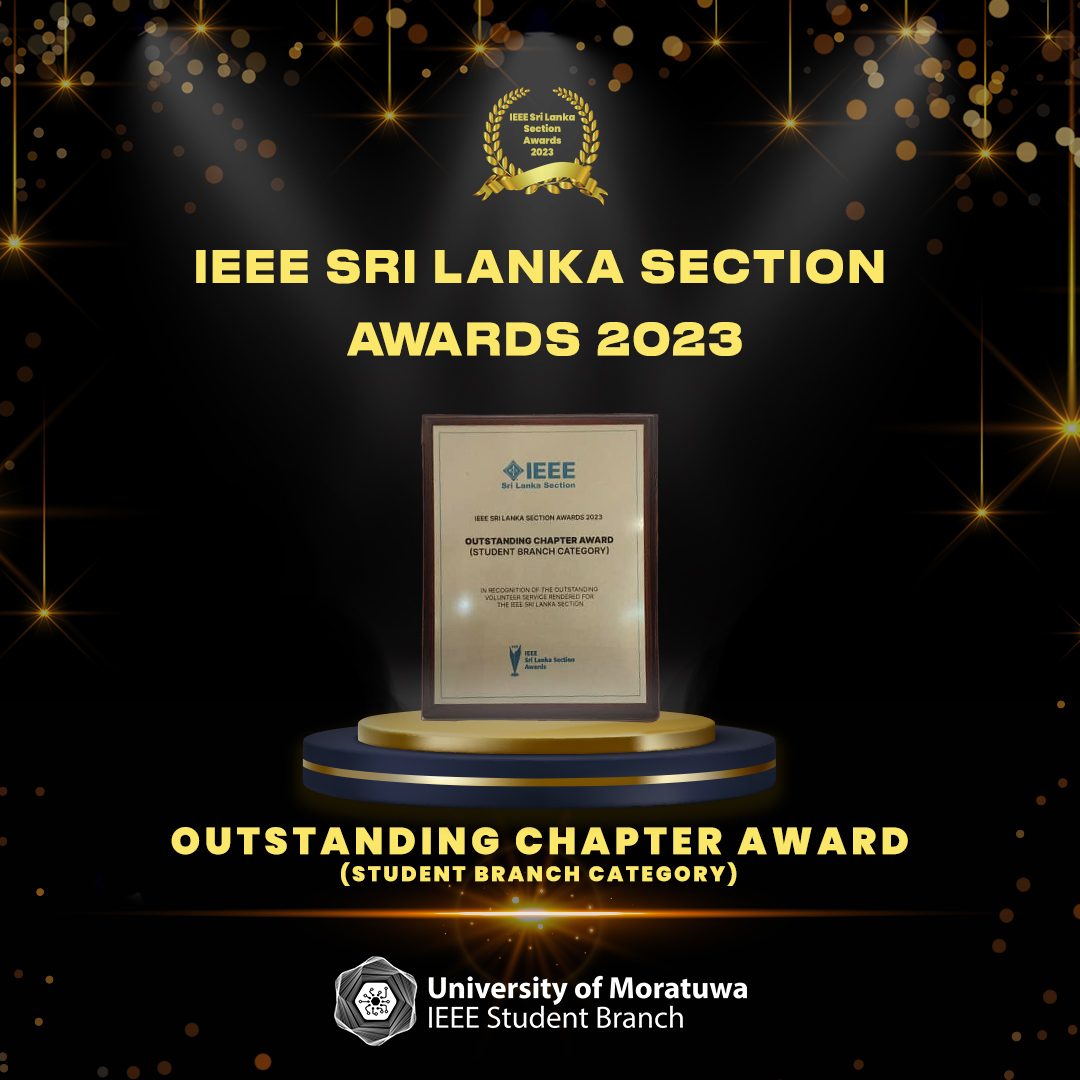 IEEE Sri Lanka
Section
Awards
2023
IEEE SRI LANKA SECTION
AWARDS 2023
IEEE
Sri Lanka Section
IEEE SRI LANKA SECTION AWARDS 2023
OUTSTANDING CHAPTER AWARD
(STUDENT BRANCH CATEGORY)
IN RECOGNITION OF THE OUTSTANDING
VOLUNTEER SERVICE RENDERED FOR
THE IEEE SRI LANKA SECTION
IEEE
Sri Lanka Section
Awards
OUTSTANDING CHAPTER AWARD
(STUDENT BRANCH CATEGORY)
University of Moratuwa
IEEE Student Branch